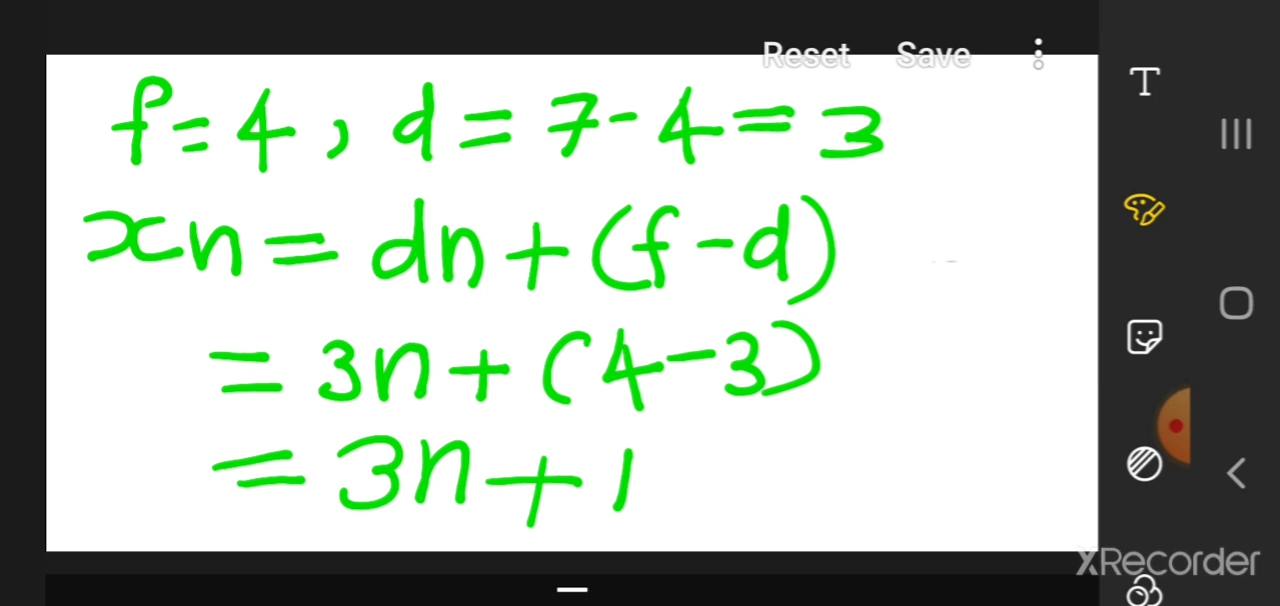 Reset Save
T
f=4, d=7-4=3
xn=dn+(f-d)
=3n+(4-3)
=3n+1
XRecorder